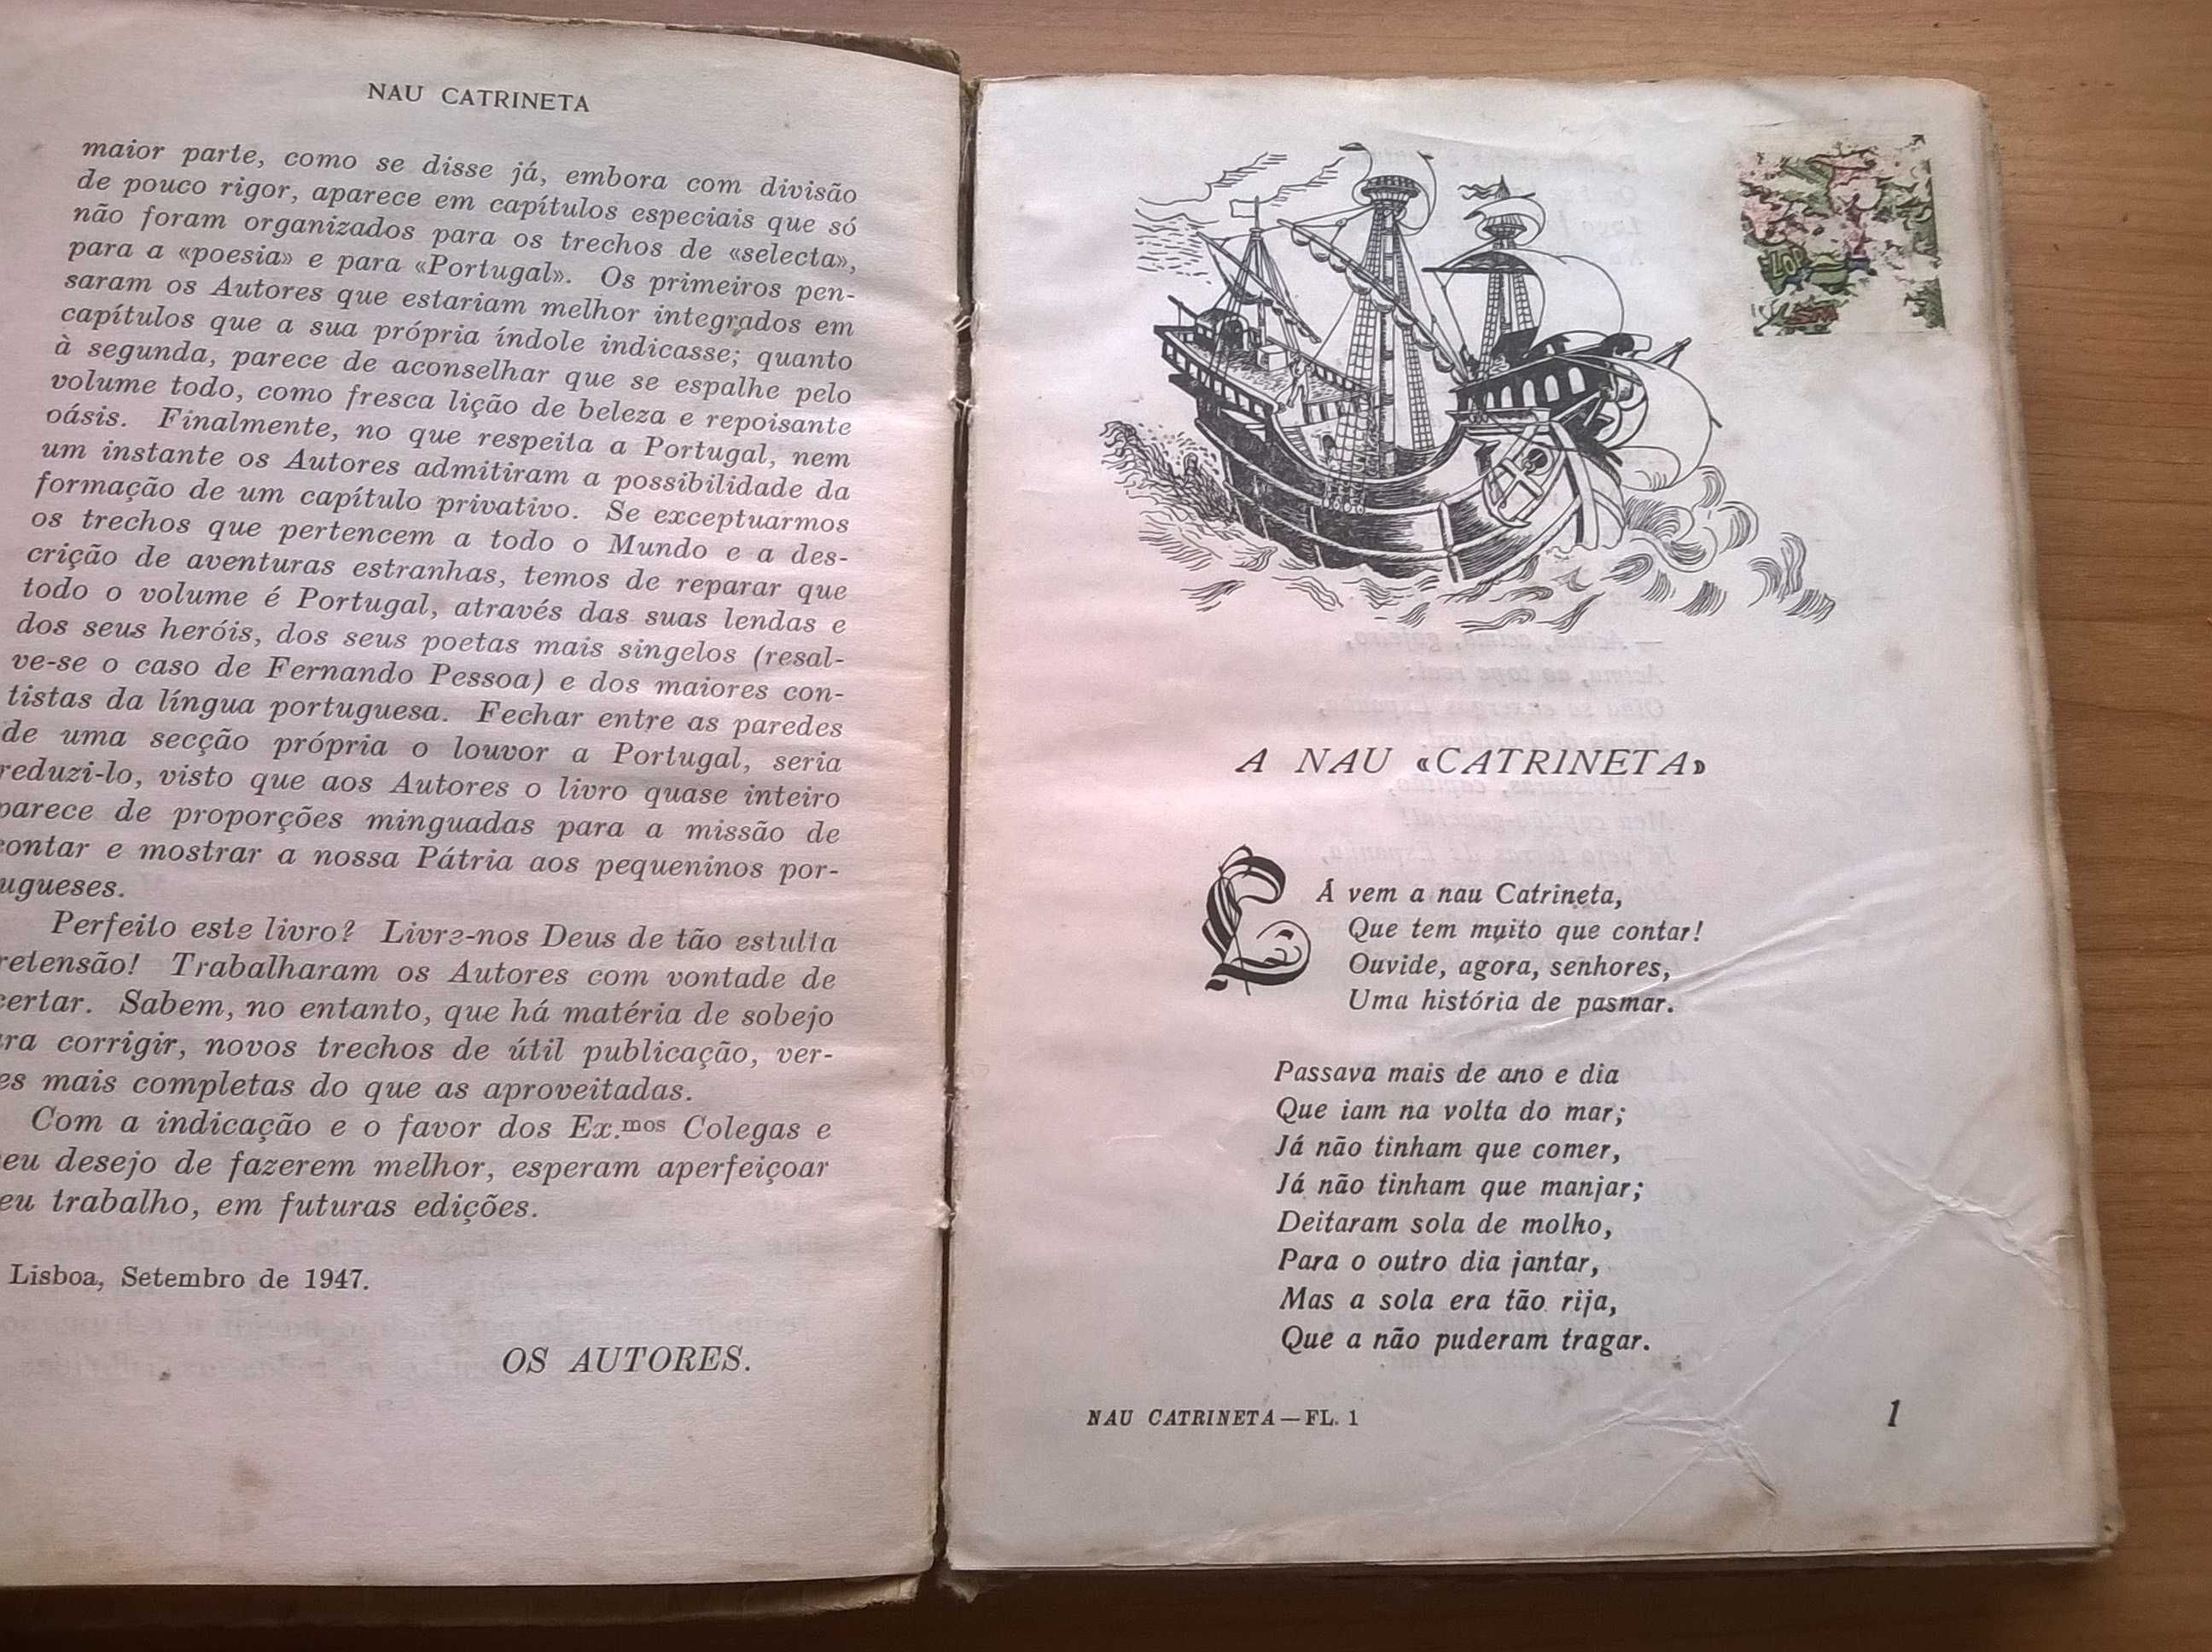 NAU CATRINETA
maior parte, como se disse já, embora com divisão
de pouco rigor, aparece em capítulos especiais que só
não foram organizados para os trechos de «selecta»,
para a «poesia» e para «Portugal». Os primeiros pen-
saram os Autores que estariam melhor integrados em
capítulos que a sua própria índole indicasse; quanto
à segunda, parece de aconselhar que se espalhe pelo
volume todo, como fresca lição de beleza e repoisante
oásis. Finalmente, no que respeita a Portugal, nem
um instante os Autores admitiram a possibilidade da
formação de um capítulo privativo. Se exceptuarmos
os trechos que pertencem a todo o Mundo e a des-
crição de aventuras estranhas, temos de reparar que
todo o volume é Portugal, através das suas lendas e
dos seus heróis, dos seus poetas mais singelos (resal-
ve-se o caso de Fernando Pessoa) e dos maiores con-
tistas da língua portuguesa. Fechar entre as paredes
de uma secção própria o louvor a Portugal, seria
reduzi-lo, visto que aos Autores o livro quase inteiro
parece de proporções minguadas para a missão de
contar e mostrar a nossa Pátria aos pequeninos por-
ugueses.
Perfeito este livro? Livre-nos Deus de tão estulta
retensão! Trabalharam os Autores com vontade de
certar. Sabem, no entanto, que há matéria de sobejo
ra corrigir, novos trechos de útil publicação, ver-
es mais completas do que as aproveitadas.
Com a indicação e o favor dos Ex.mos Colegas e
eu desejo de fazerem melhor, esperam aperfeiçoar
eu trabalho, em futuras edições.
Lisboa, Setembro de 1947.
OS AUTORES.
A NAU «CATRINETA»
LÁ vem a nau Catrineta,
Que tem muito que contar!
Ouvide, agora, senhores,
Uma história de pasmar.
Passava mais de ano e dia
Que iam na volta do mar;
Já não tinham que comer,
Já não tinham que manjar;
Deitaram sola de molho,
Para o outro dia jantar,
Mas a sola era tão rija,
Que a não puderam tragar.
NAU CATRINETA—FL. 1
1